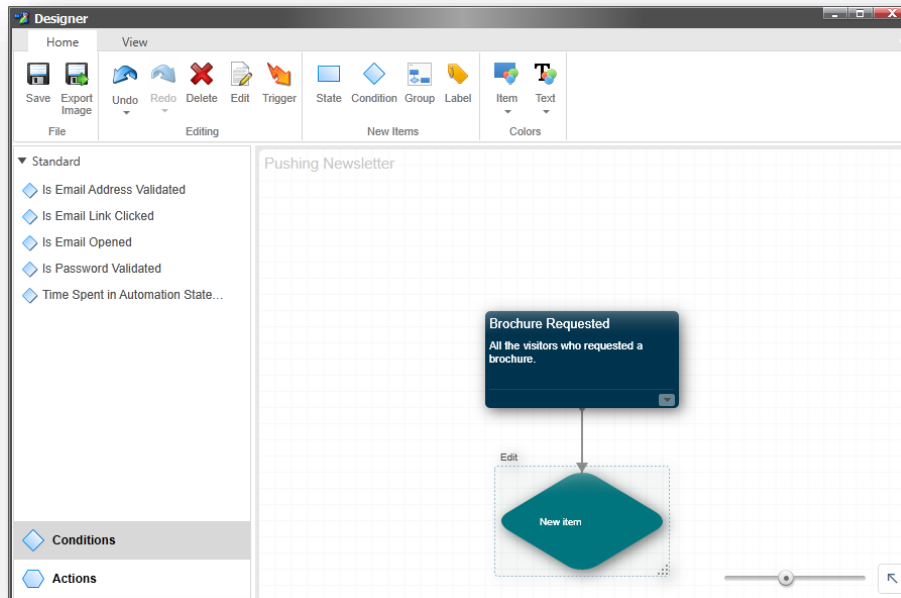 Designer
Home View
Save Export Image Undo Redo Delete Edit Trigger State Condition Group Label Item Text
File Editing New Items Colors
Standard
Is Email Address Validated
Is Email Link Clicked
Is Email Opened
Is Password Validated
Time Spent in Automation State...
Conditions
Actions
Pushing Newsletter
Brochure Requested
All the visitors who requested a
brochure.
Edit
New item